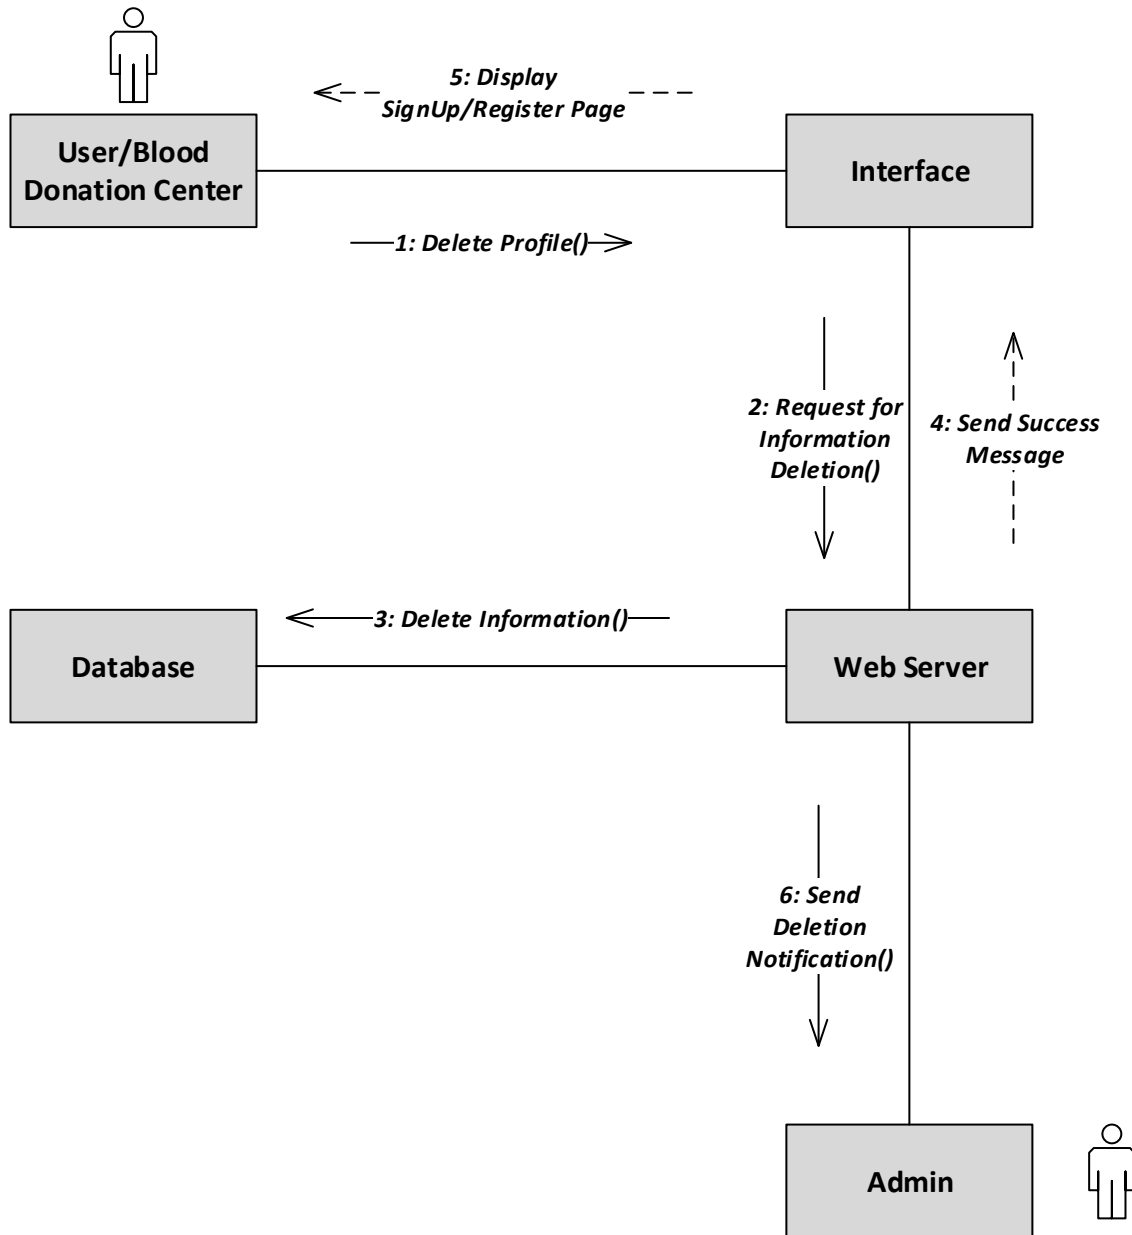 5: Display
SignUp/Register Page
User/Blood
Donation Center
Interface
1: Delete Profile()
2: Request for
Information
Deletion()
4: Send Success
Message
3: Delete Information()
Database
Web Server
6: Send
Deletion
Notification()
Admin